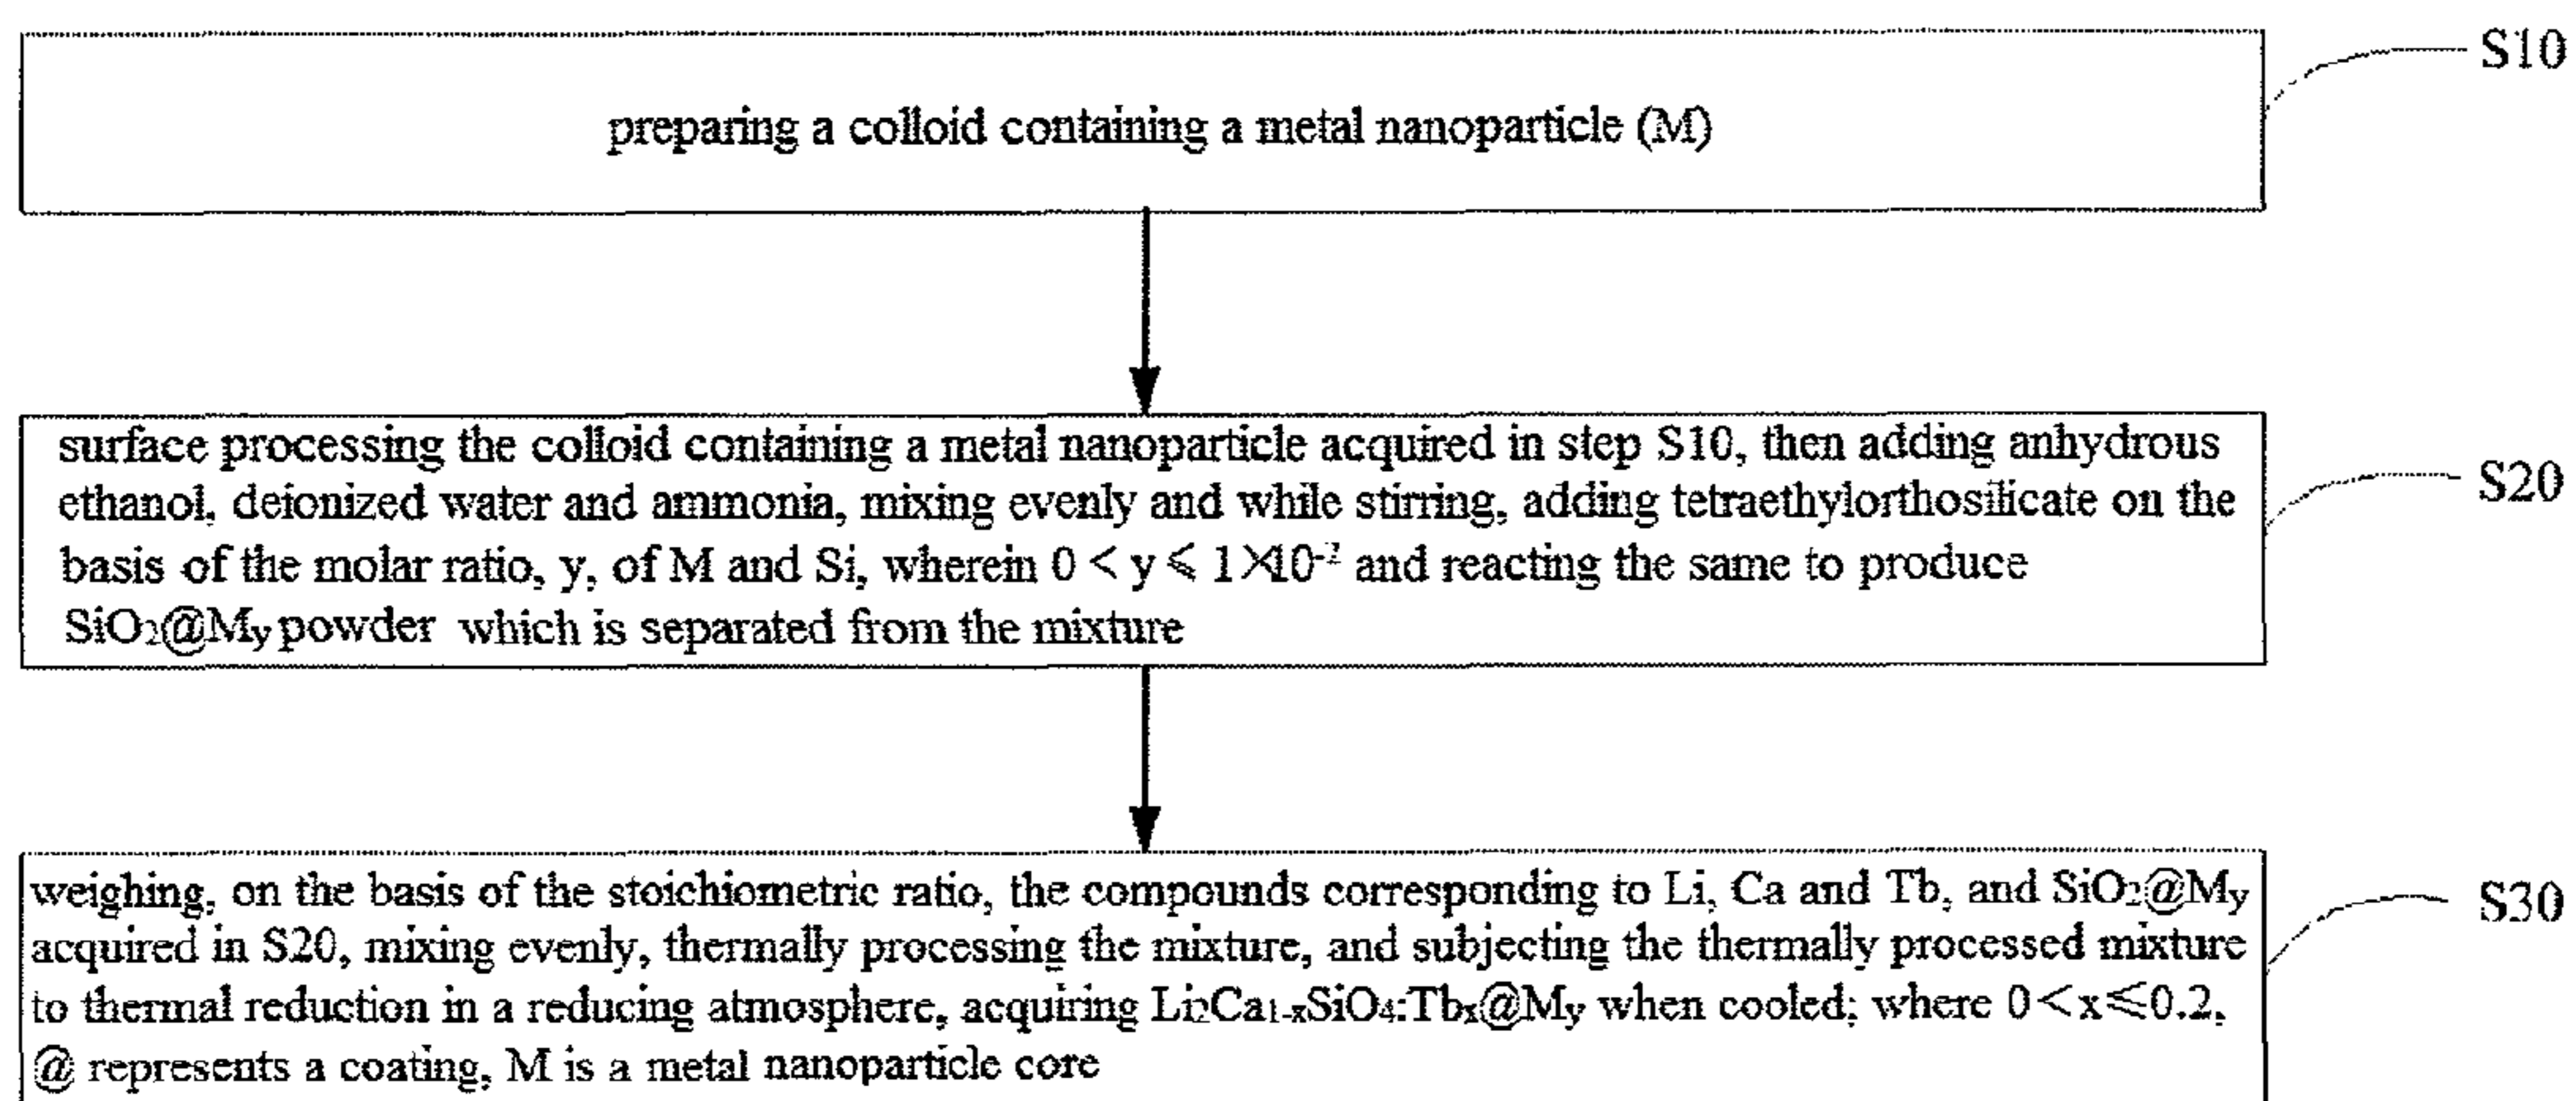 S10
preparing a colloid containing a metal nanoparticle (M)
surface processing the colloid containing a metal nanoparticle acquired in step S10, then adding anhydrous
ethanol, deionized water and ammonia, mixing evenly and while stirring, adding tetraethylorthosilicate on the
basis of the molar ratio, y, of M and Si, wherein 0 < y ⩽ 1×10⁻² and reacting the same to produce
SiO₂@My powder which is separated from the mixture
S20
weighing, on the basis of the stoichiometric ratio, the compounds corresponding to Li, Ca and Tb, and SiO₂@My
acquired in S20, mixing evenly, thermally processing the mixture, and subjecting the thermally processed mixture
to thermal reduction in a reducing atmosphere, acquiring Li₂Ca₁₋ₓSiO₄:Tbₓ@My when cooled; where 0<x⩽0.2,
@ represents a coating, M is a metal nanoparticle core
S30